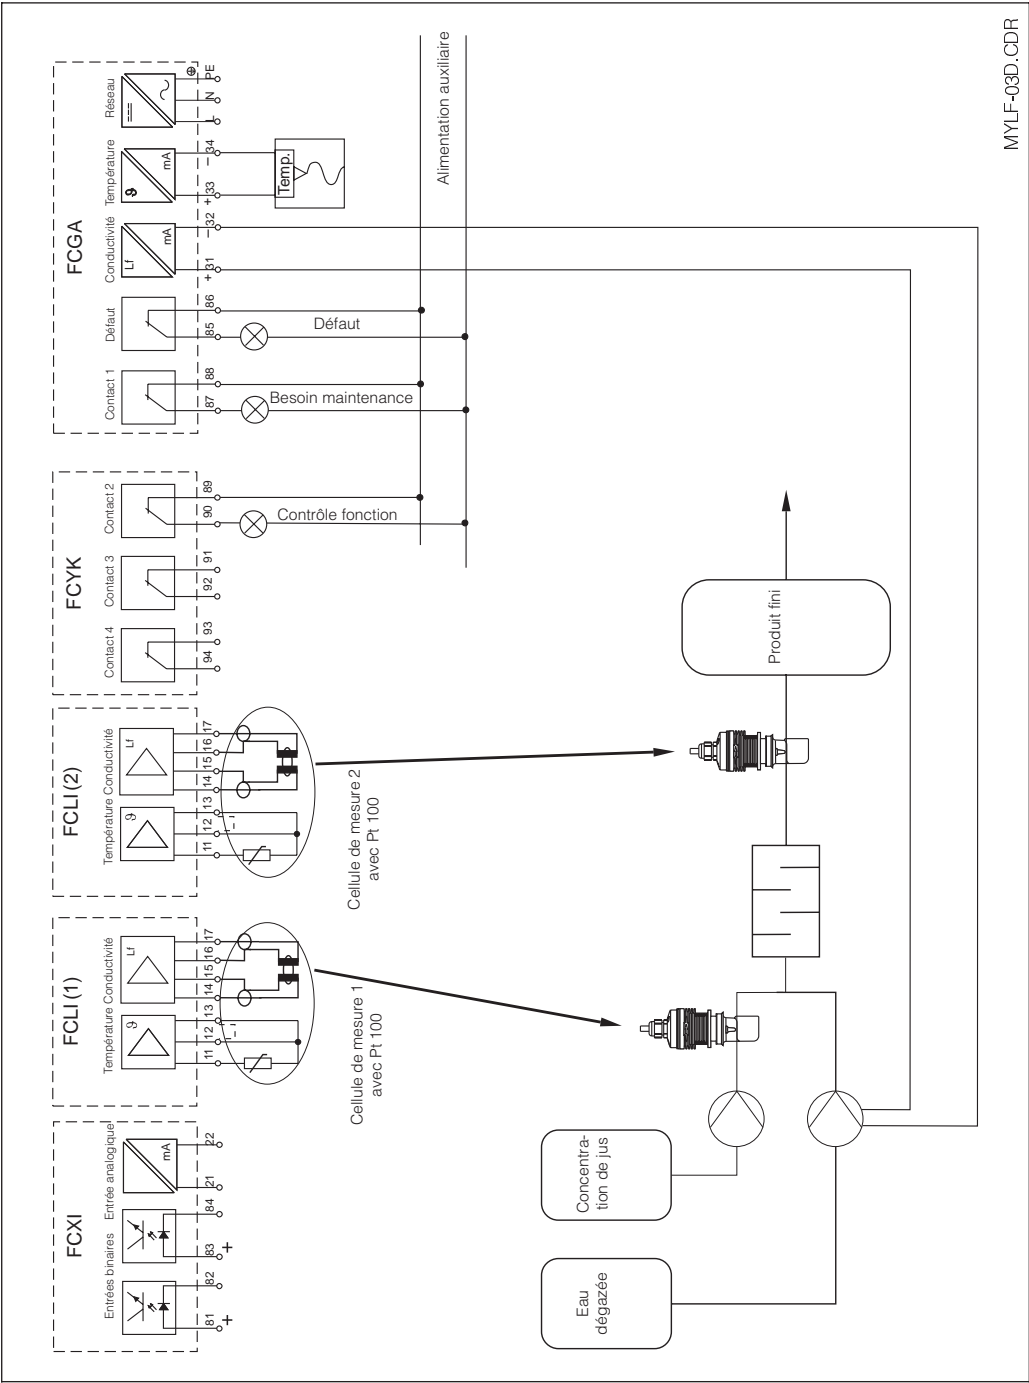 MYLF-03D.CDR
FCXI
Entrées binaires
Entrée analogique
mA
+
+
81
82
83
84
21
22
FCLI (1)
Température
Conductivité
ϑ
Lf
11
12
13
14
15
16
17
Cellule de mesure 1
avec Pt 100
FCLI (2)
Température
Conductivité
ϑ
Lf
11
12
13
14
15
16
17
Cellule de mesure 2
avec Pt 100
FCYK
Contact 4
Contact 3
Contact 2
94
93
92
91
90
89
Contrôle fonction
FCGA
Contact 1
Défaut
Conductivité
Température
Réseau
Lf
mA
ϑ
mA
87
88
85
86
+ 31
− 32
+ 33
− 34
L
N
PE
Besoin maintenance
Défaut
Temp.
Alimentation auxiliaire
Eau
dégazée
Concentra-
tion de jus
Produit fini